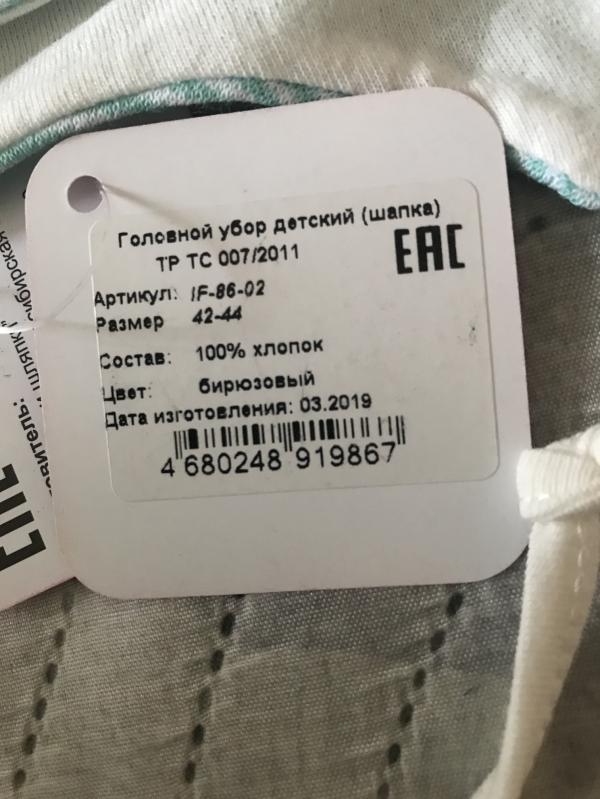 Головной убор детский (шапка)
ТР ТС 007/2011
EAC
Артикул: IF-86-02
Размер 42-44
Состав: 100% хлопок
Цвет: бирюзовый
Дата изготовления: 03.2019
4 680248 919867